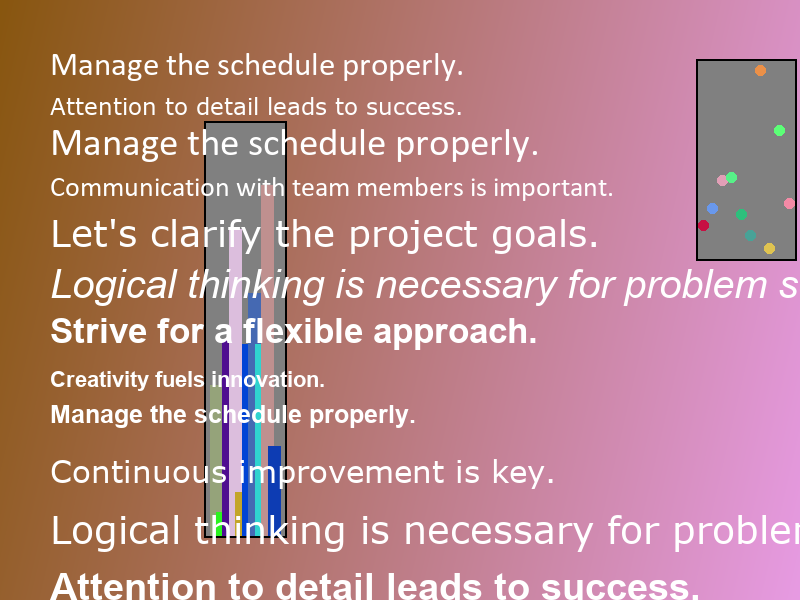 Manage the schedule properly.
Attention to detail leads to success.
Manage the schedule properly.
Communication with team members is important.
Let's clarify the project goals.
Logical thinking is necessary for problem s
Strive for a flexible approach.
Creativity fuels innovation.
Manage the schedule properly.
Continuous improvement is key.
Logical thinking is necessary for
Attention to detail leads to success.